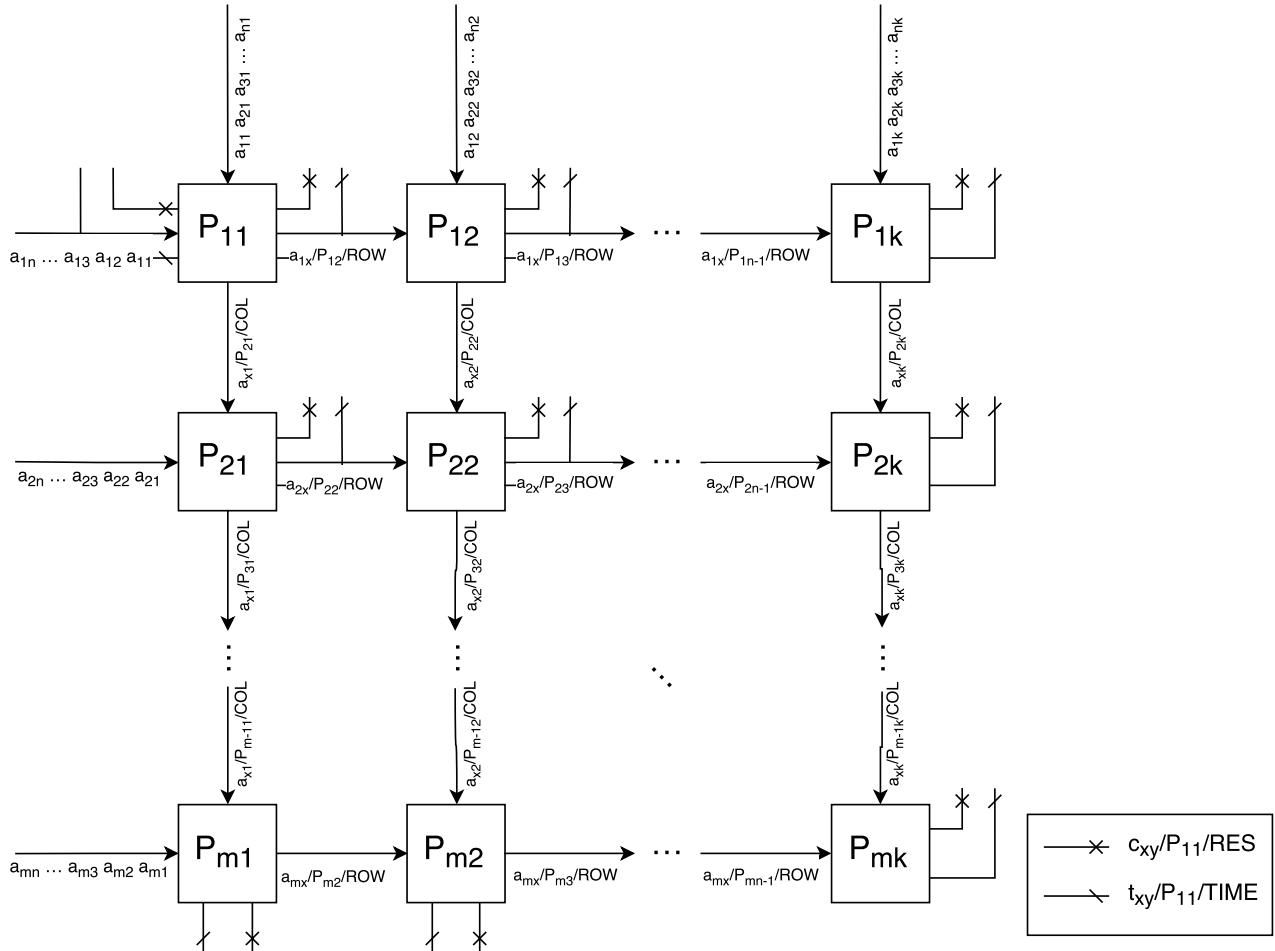 a11 a21 a31 ... an1
a12 a22 a32 ... an2
a1k a2k a3k ... ank
P11
P12
...
P1k
a1n ... a13 a12 a11
a1x/P12/ROW
a1x/P13/ROW
a1x/P1n-1/ROW
ax1/P21/COL
ax2/P22/COL
axk/P2k/COL
P21
P22
...
P2k
a2n ... a23 a22 a21
a2x/P22/ROW
a2x/P23/ROW
a2x/P2n-1/ROW
ax1/P31/COL
ax2/P32/COL
axk/P3k/COL
...
...
...
...
ax1/Pm-11/COL
ax2/Pm-12/COL
axk/Pm-1k/COL
Pm1
Pm2
...
Pmk
amn ... am3 am2 am1
amx/Pm2/ROW
amx/Pm3/ROW
amx/Pmn-1/ROW
cxy/P11/RES
txy/P11/TIME